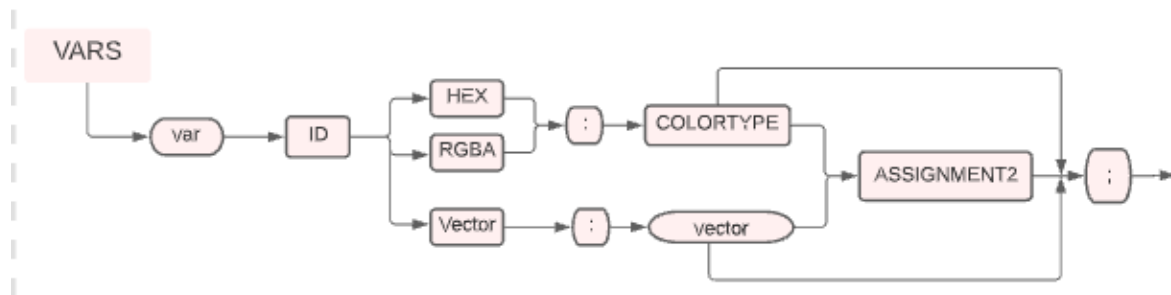 VARS
var
ID
HEX
RGBA
:
COLORTYPE
Vector
:
vector
ASSIGNMENT2
;